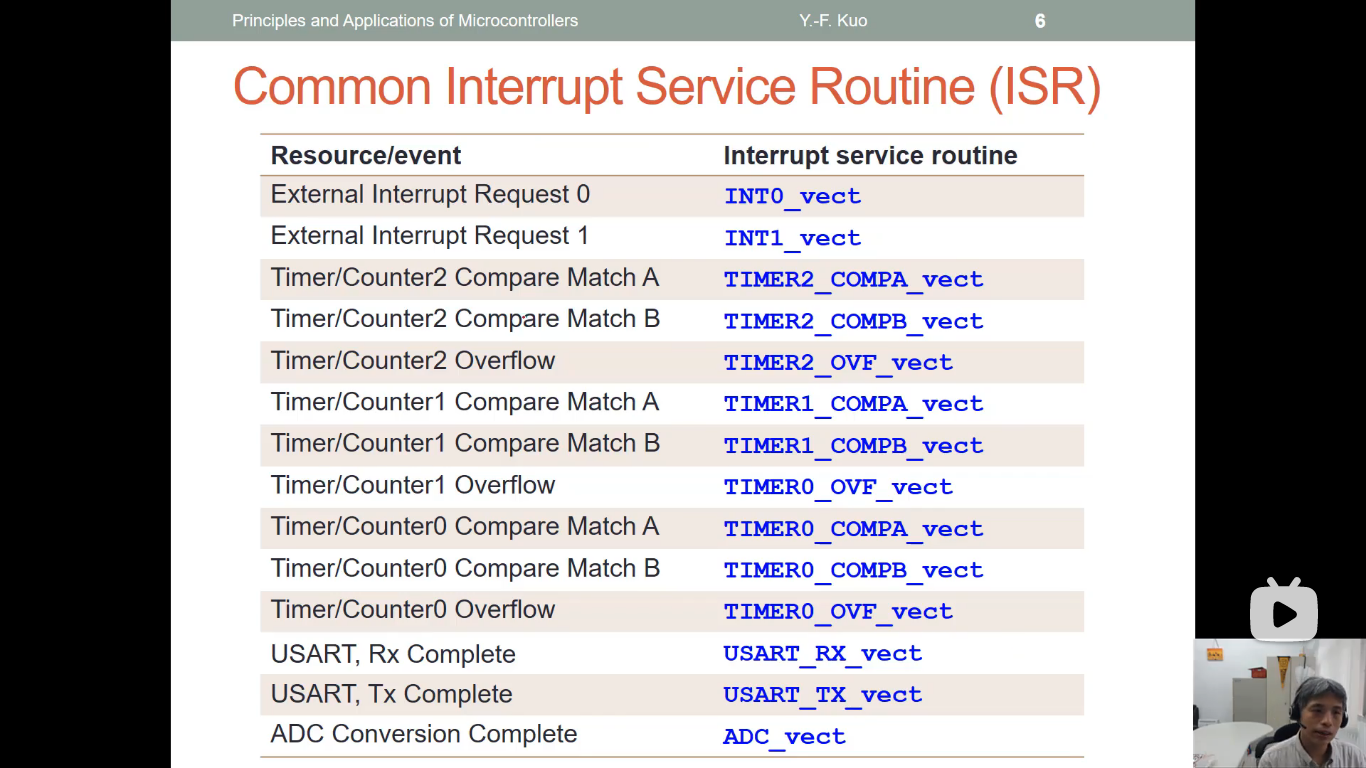 Principles and Applications of Microcontrollers Y.-F. Kuo 6
Common Interrupt Service Routine (ISR)
Resource/event Interrupt service routine
External Interrupt Request 0 INT0_vect
External Interrupt Request 1 INT1_vect
Timer/Counter2 Compare Match A TIMER2_COMPA_vect
Timer/Counter2 Compare Match B TIMER2_COMPB_vect
Timer/Counter2 Overflow TIMER2_OVF_vect
Timer/Counter1 Compare Match A TIMER1_COMPA_vect
Timer/Counter1 Compare Match B TIMER1_COMPB_vect
Timer/Counter1 Overflow TIMER0_OVF_vect
Timer/Counter0 Compare Match A TIMER0_COMPA_vect
Timer/Counter0 Compare Match B TIMER0_COMPB_vect
Timer/Counter0 Overflow TIMER0_OVF_vect
USART, Rx Complete USART_RX_vect
USART, Tx Complete USART_TX_vect
ADC Conversion Complete ADC_vect